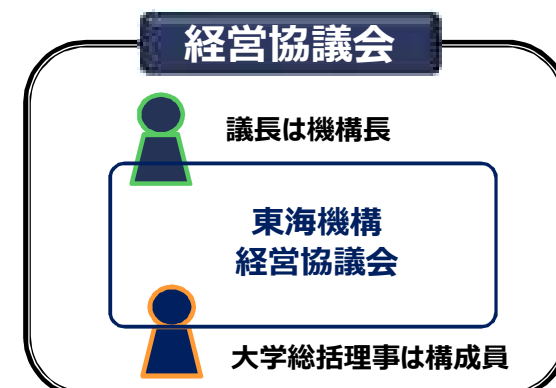 経営協議会
議長は機構長
東海機構
経営協議会
大学総括理事は構成員